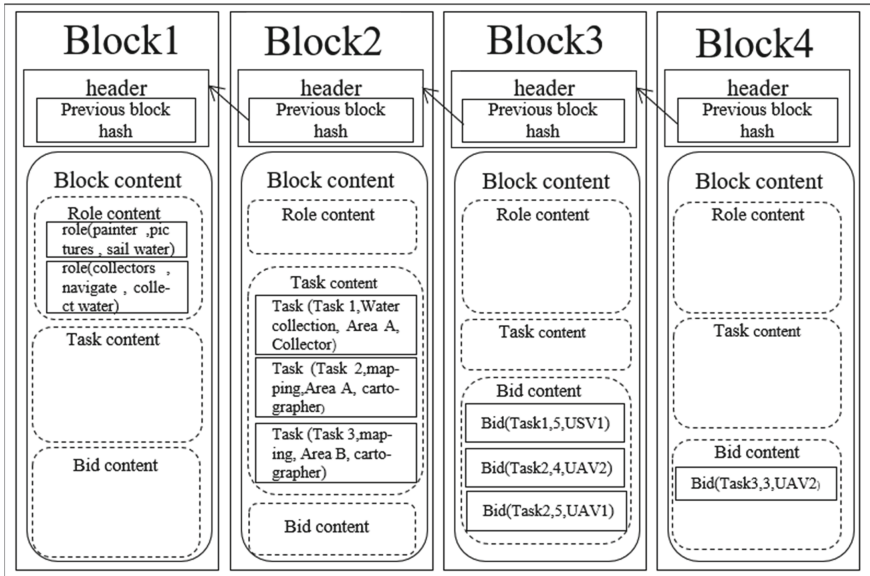 Block1
header
Previous block
hash
Block content
Role content
role(painter ,pic
tures , sail water)
role(collectors ,
navigate , colle-
ct water)
Task content
Bid content
Block2
header
Previous block
hash
Block content
Role content
Task content
Task (Task 1,Water
collection, Area A,
Collector)
Task (Task 2,map-
ping,Area A, carto-
grapher)
Task (Task 3,map-
ing, Area B, carto-
grapher)
Bid content
Block3
header
Previous block
hash
Block content
Role content
Task content
Bid content
Bid(Task1,5,USV1)
Bid(Task2,4,UAV2)
Bid(Task2,5,UAV1)
Block4
header
Previous block
hash
Block content
Role content
Task content
Bid content
Bid(Task3,3,UAV2)